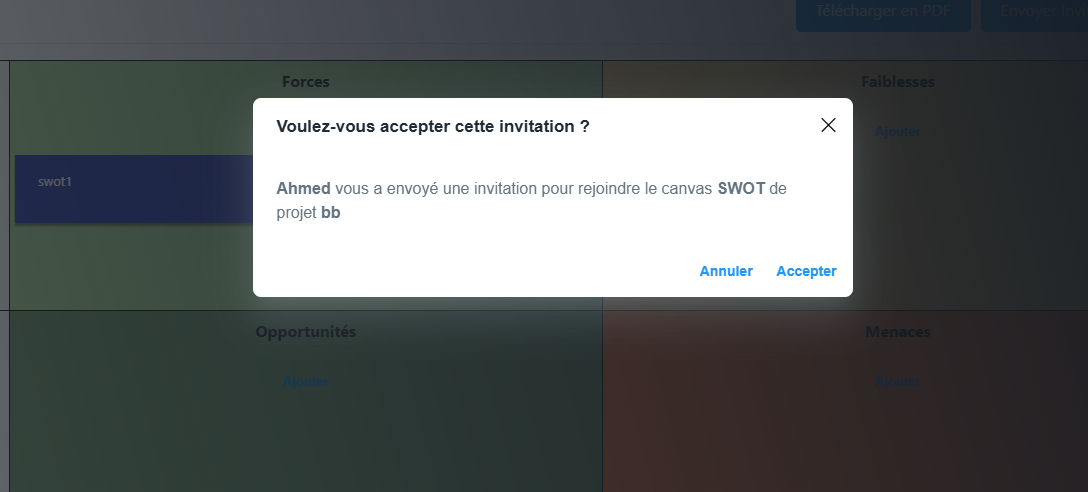 Télécharger en PDF
Envoyer Inv
Forces
Faiblesses
Voulez-vous accepter cette invitation ?
Ajouter
swot1
Ahmed vous a envoyé une invitation pour rejoindre le canvas SWOT de
projet bb
Annuler Accepter
Opportunités
Menaces
Ajouter
Ajouter